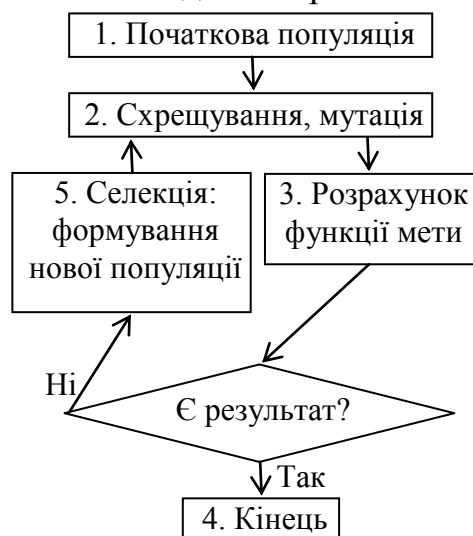 1. Початкова популяція
2. Схрещування, мутація
5. Селекція:
формування
нової популяції
3. Розрахунок
функції мети
Ні
Є результат?
Так
4. Кінець